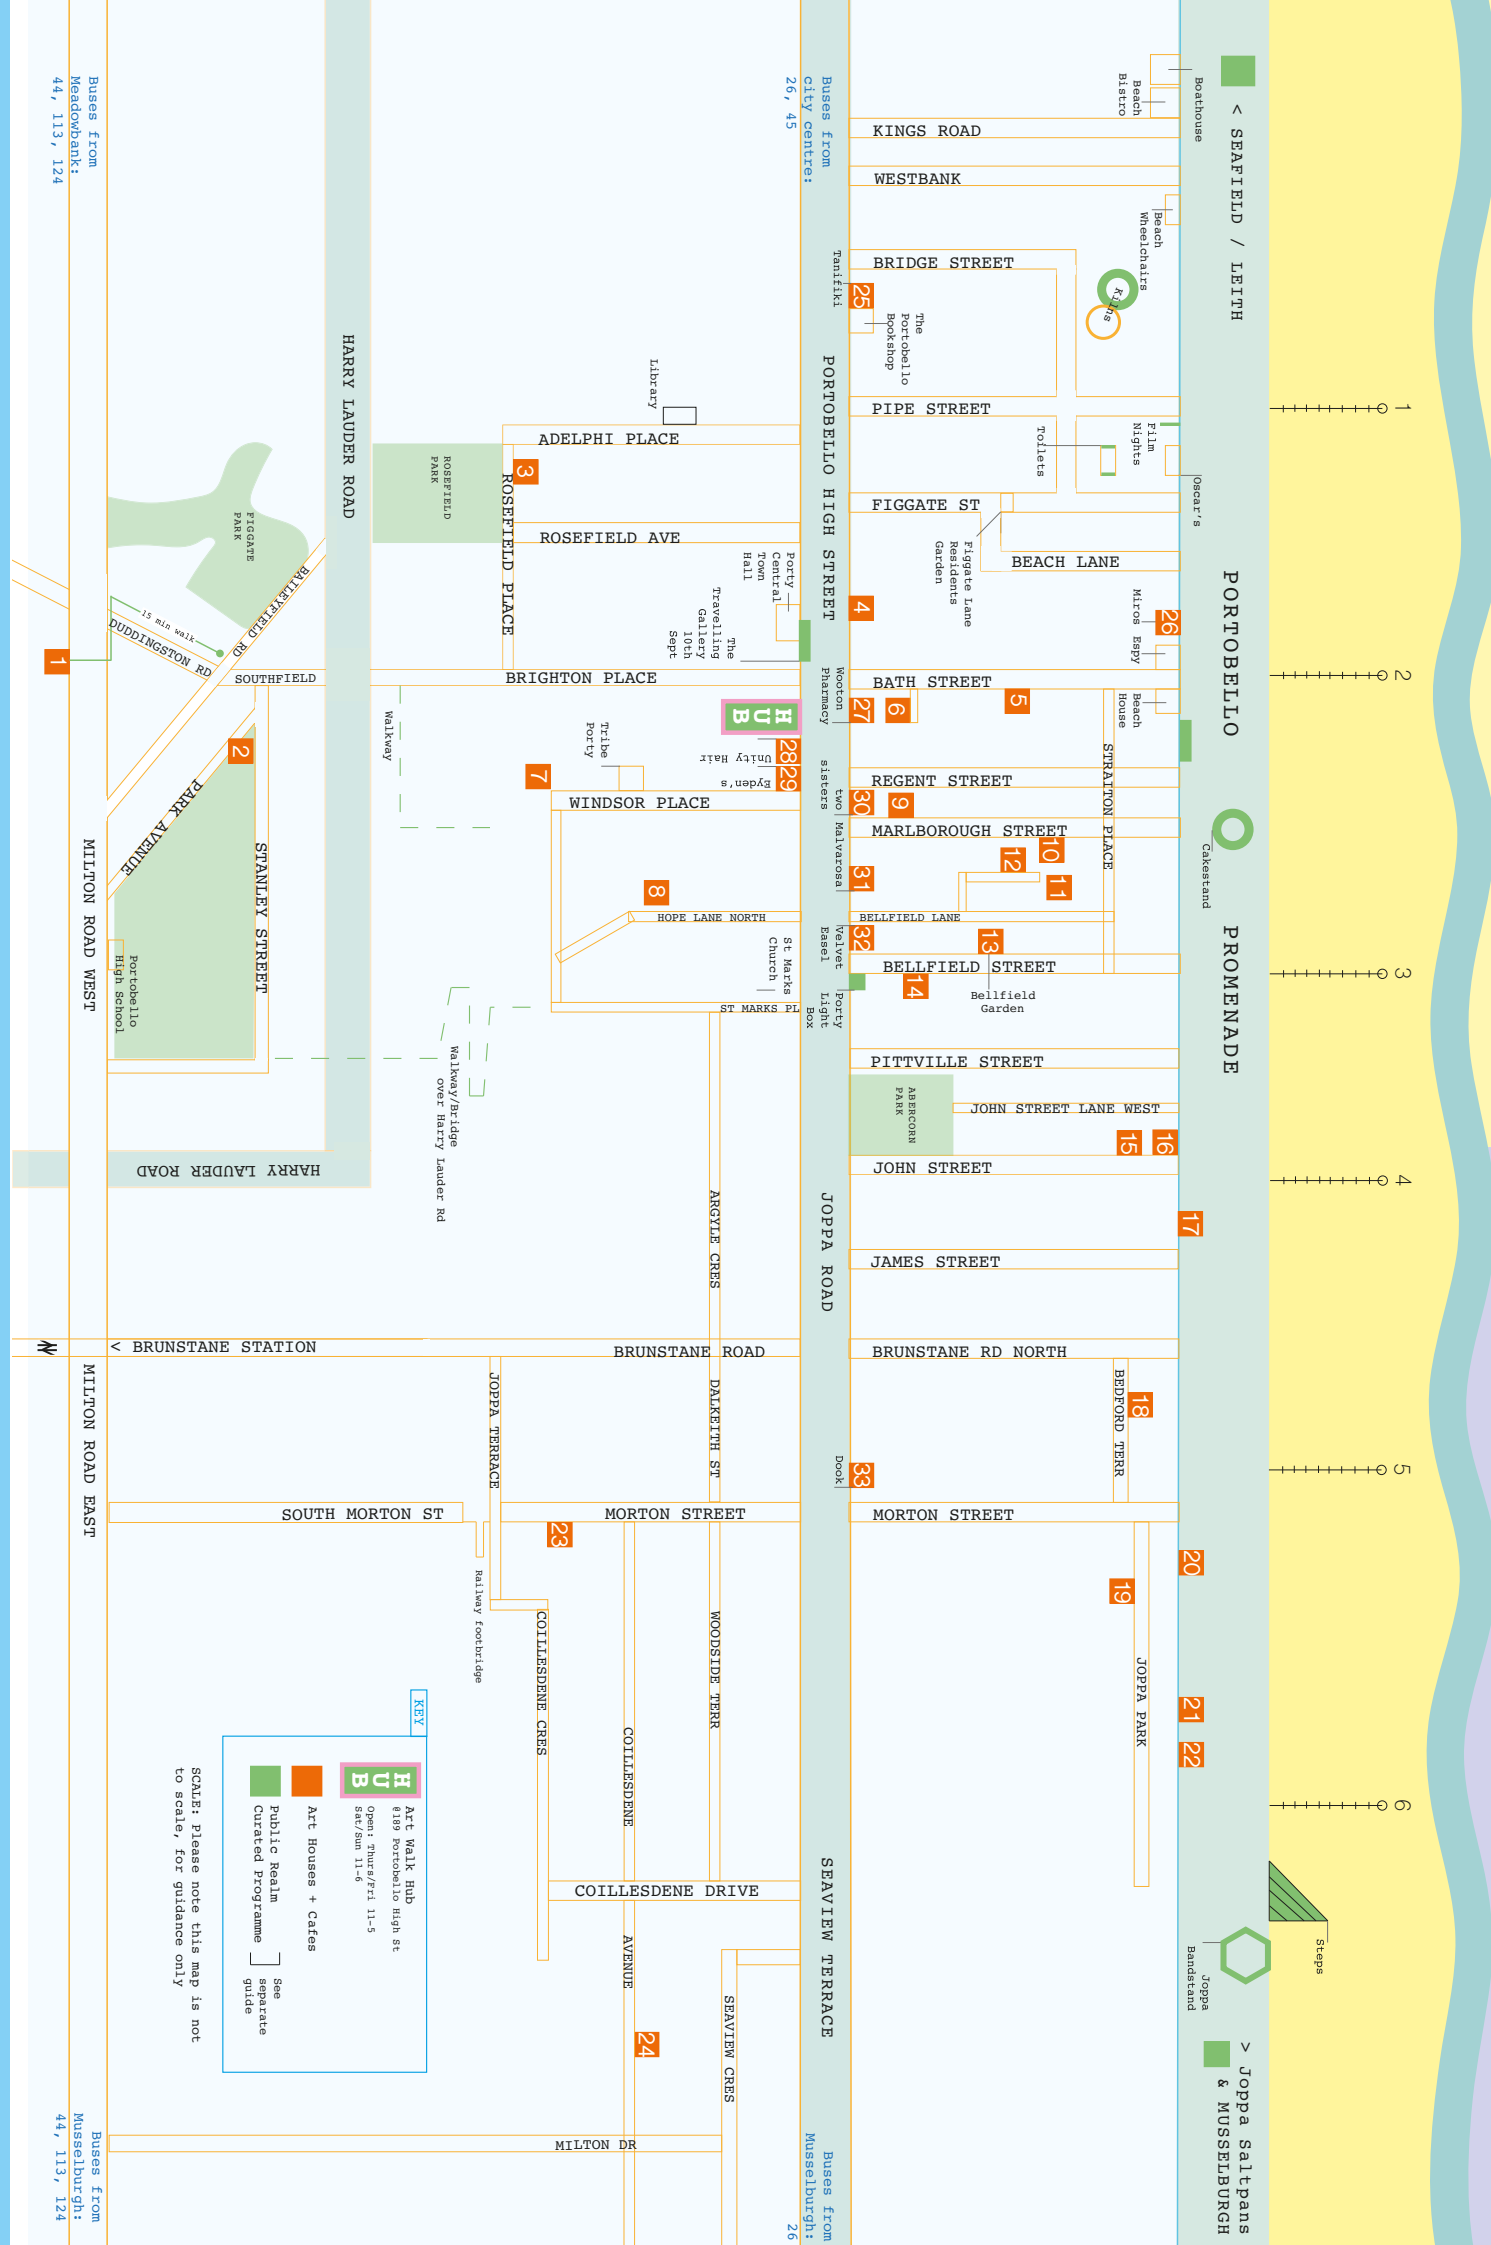 < SEAFIELD / LEITH
PORTOBELLO
PROMENADE
> Joppa Saltpans
& MUSSELBURGH
1
2
3
4
5
6
Boathouse
Beach
Bistro
KINGS ROAD
WESTBANK
Beach
Wheelchairs
Kilns
BRIDGE STREET
Tanifiki
25
The
Portobello
Bookshop
PIPE STREET
Film
Nights
Toilets
Oscar's
FIGGATE ST
Figgate Lane
Residents
Garden
BEACH LANE
Miros
26
Espy
4
BATH STREET
Wooton
Pharmacy
27
6
5
Beach
House
STRAITON PLACE
REGENT STREET
two
sisters
30
9
MARLBOROUGH STREET
Cakestand
Malvarosa
31
10
12
11
BELLFIELD LANE
Velvet
Easel
32
13
BELLFIELD STREET
14
Bellfield
Garden
Porty
Light
Box
PITTVILLE STREET
ABERCORN
PARK
JOHN STREET LANE WEST
15
16
JOHN STREET
17
JAMES STREET
BRUNSTANE RD NORTH
BEDFORD TERR
18
Dook
33
MORTON STREET
20
19
JOPPA PARK
21
22
Steps
Joppa
Bandstand
Buses from
city centre:
26, 45
PORTOBELLO HIGH STREET
JOPPA ROAD
SEAVIEW TERRACE
Buses from
Musselburgh:
26
Library
ADELPHI PLACE
3
ROSEFIELD
PARK
ROSEFIELD PLACE
ROSEFIELD AVE
Porty
Central
Town
Hall
The
Travelling
Gallery
10th
Sept
BRIGHTON PLACE
SOUTHFIELD
HUB
28
Unity Hair
29
Eyden's
Tribe
Porty
7
WINDSOR PLACE
Walkway
8
HOPE LANE NORTH
St Marks
Church
ST MARKS PL
Walkway/Bridge
over Harry Lauder Rd
ARGYLE CRES
BRUNSTANE ROAD
< BRUNSTANE STATION
DALKEITH ST
JOPPA TERRACE
MORTON STREET
SOUTH MORTON ST
23
Railway footbridge
COILLESDENE CRES
WOODSIDE TERR
COILLESDENE
AVENUE
COILLESDENE DRIVE
SEAVIEW CRES
24
MILTON DR
HARRY LAUDER ROAD
HARRY LAUDER ROAD
FIGGATE
PARK
BAILEYFIELD RD
15 min walk
DUDDINGSTON RD
1
2
PARK AVENUE
STANLEY STREET
Portobello
High School
Buses from
Meadowbank:
44, 113, 124
MILTON ROAD WEST
MILTON ROAD EAST
Buses from
Musselburgh:
44, 113, 124
KEY
HUB
Art Walk Hub
@189 Portobello High St
Open: Thurs/Fri 11-5
Sat/Sun 11-6
Art Houses + Cafes
Public Realm
Curated Programme
See
separate
guide
SCALE: Please note this map is not
to scale, for guidance only